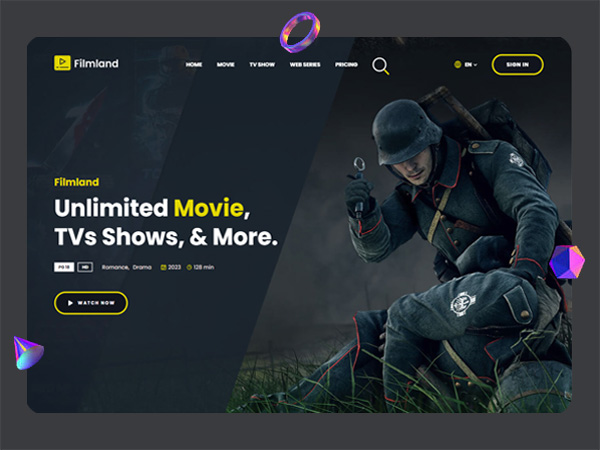 Filmland
HOME MOVIE TV SHOW WEB SERIES PRICING
EN
SIGN IN
Filmland
Unlimited Movie,
TVs Shows, & More.
PG 18 HD Romance, Drama 2023 128 min
WATCH NOW